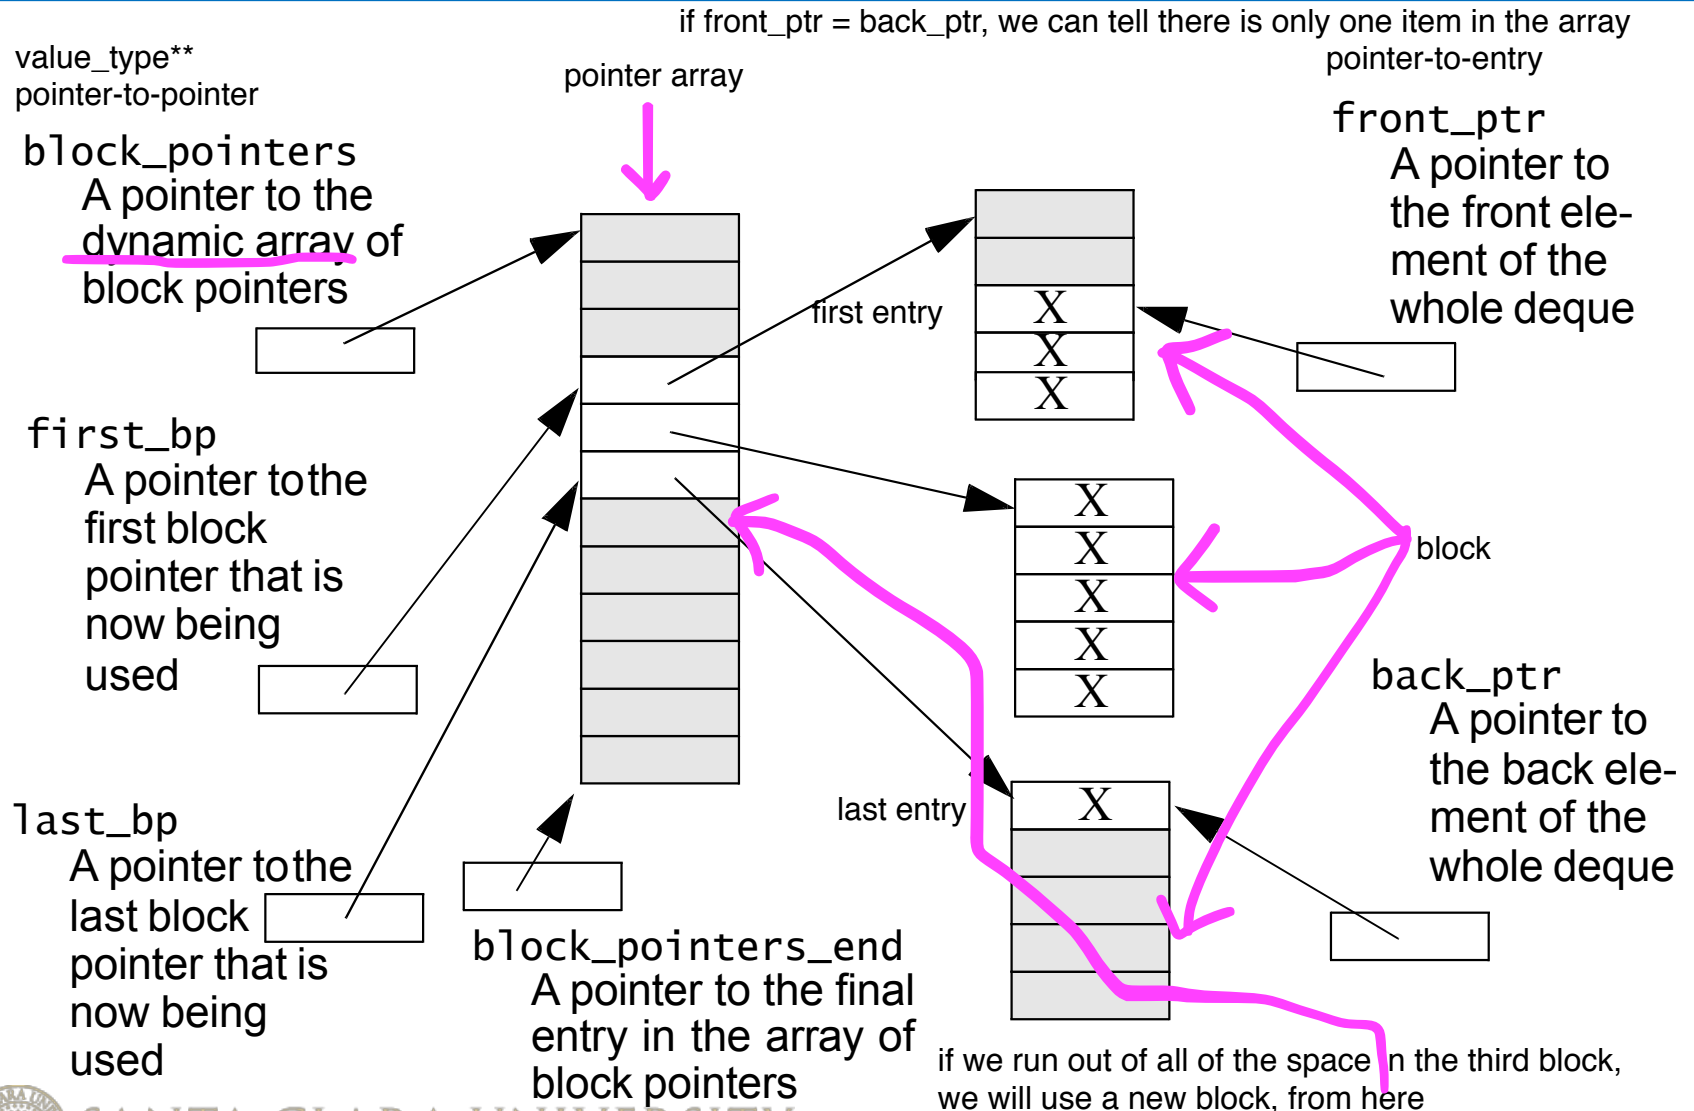 if front_ptr = back_ptr, we can tell there is only one item in the array
value_type**
pointer-to-pointer
pointer array
pointer-to-entry
block_pointers
A pointer to the
dynamic array of
block pointers
front_ptr
A pointer to
the front ele-
ment of the
whole deque
first entry
X
X
X
first_bp
A pointer tothe
first block
pointer that is
now being
used
X
X
X
X
X
block
back_ptr
A pointer to
the back ele-
ment of the
whole deque
last entry
X
last_bp
A pointer tothe
last block
pointer that is
now being
used
block_pointers_end
A pointer to the final
entry in the array of
block pointers
if we run out of all of the space in the third block,
we will use a new block, from here
SANTA CLARA UNIVERSITY